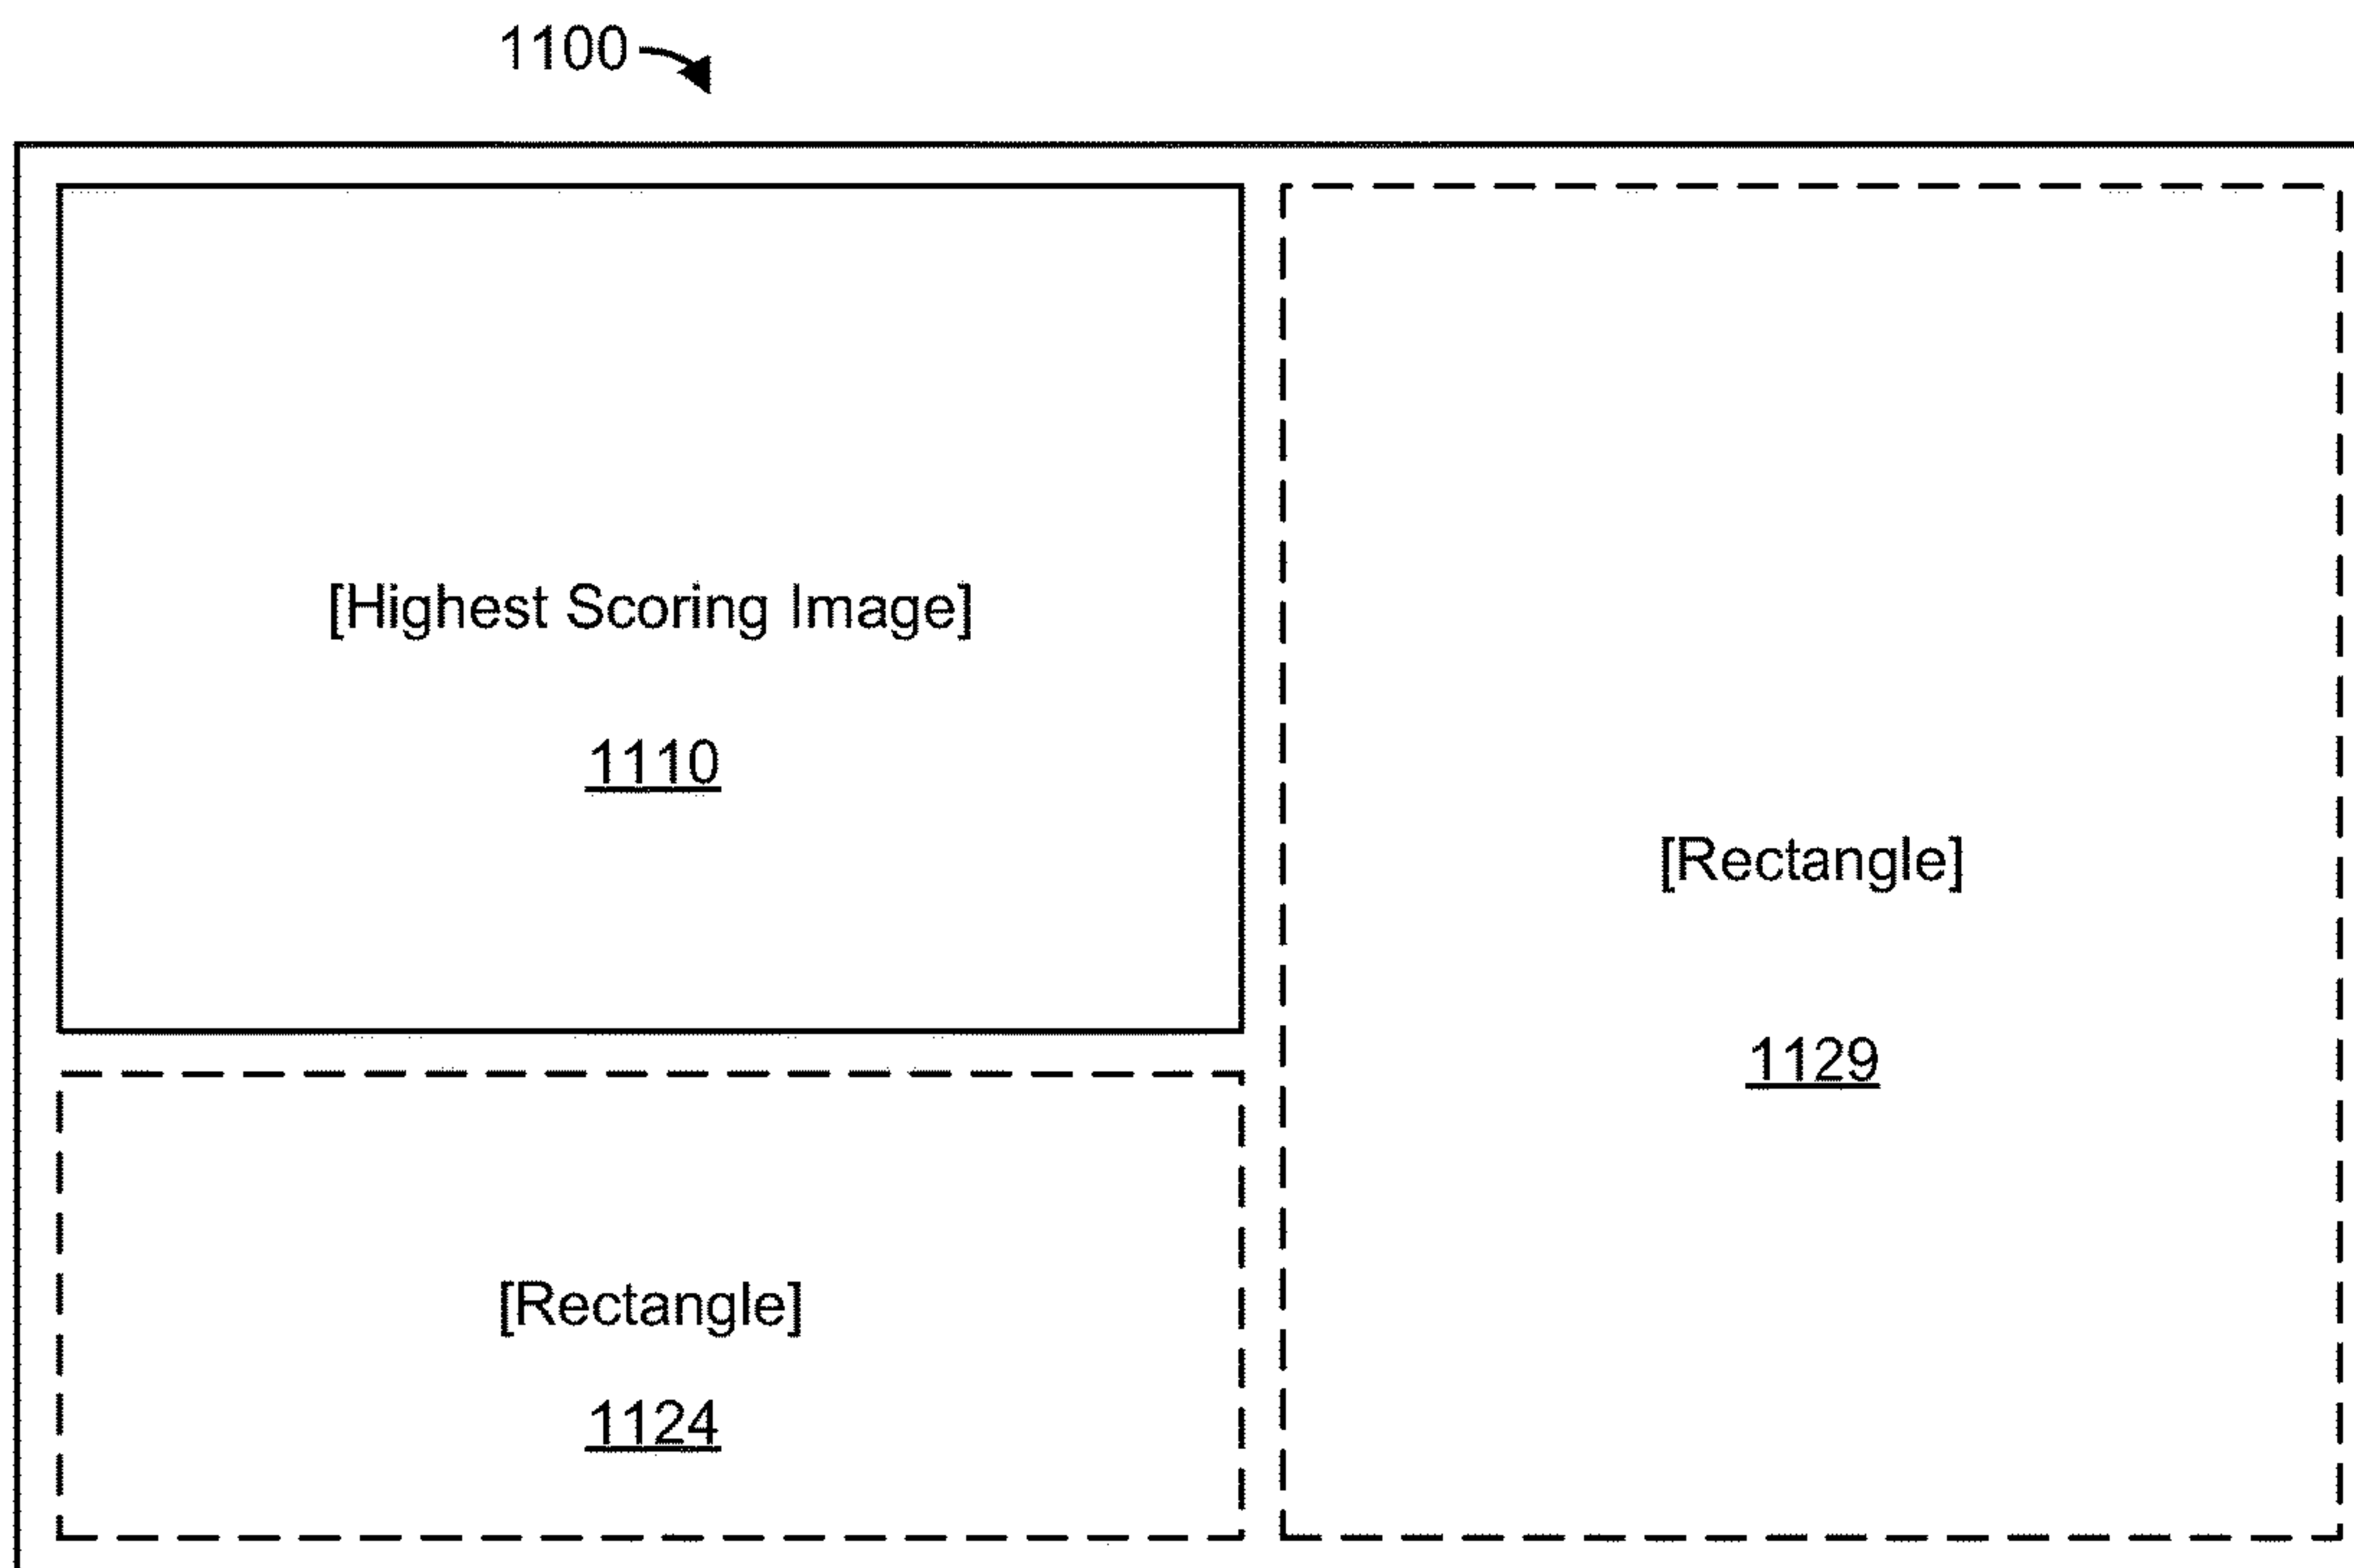 1100
[Highest Scoring Image]
1110
[Rectangle]
1129
[Rectangle]
1124